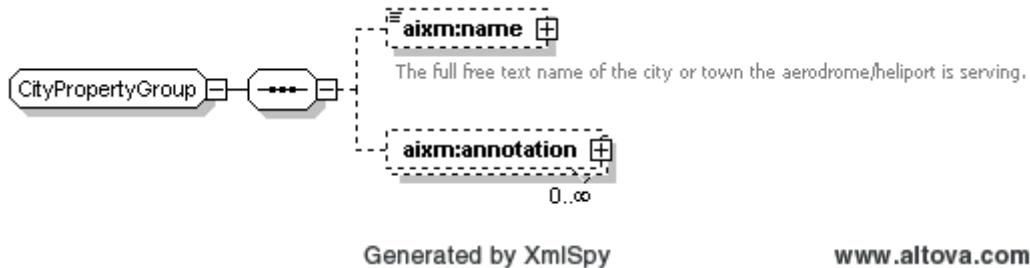 aixm:name
The full free text name of the city or town the aerodrome/heliport is serving.
CityPropertyGroup
aixm:annotation
0..∞
Generated by XmlSpy www.altova.com